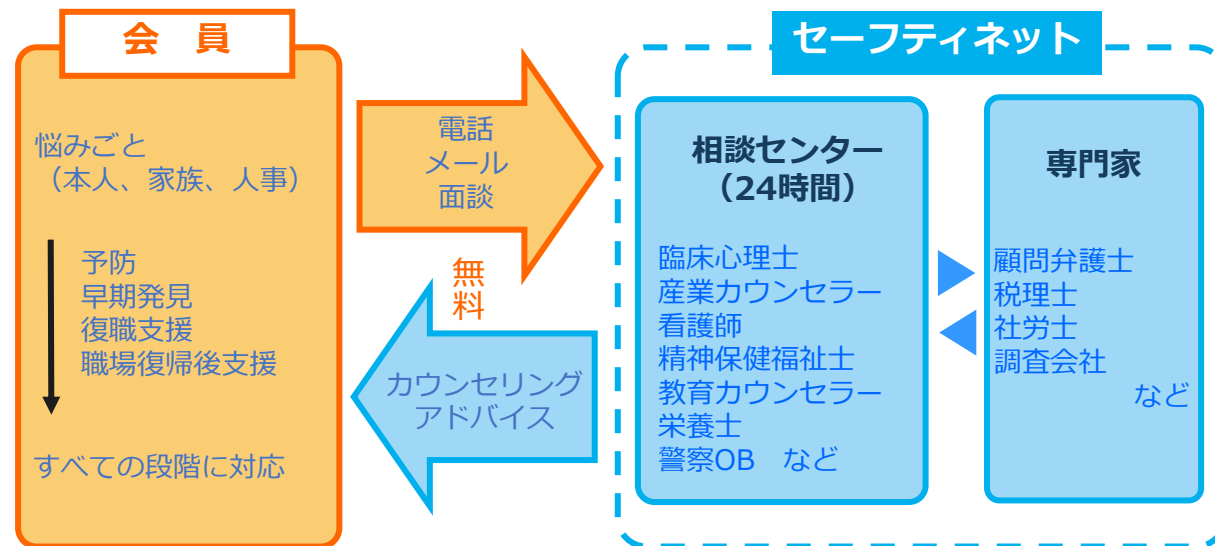 会　員
悩みごと
（本人、家族、人事）
予防
早期発見
復職支援
職場復帰後支援
すべての段階に対応
電話
メール
面談
無
料
カウンセリング
アドバイス
セーフティネット
相談センター
（24時間）
臨床心理士
産業カウンセラー
看護師
精神保健福祉士
教育カウンセラー
栄養士
警察OB　など
専門家
顧問弁護士
税理士
社労士
調査会社
など